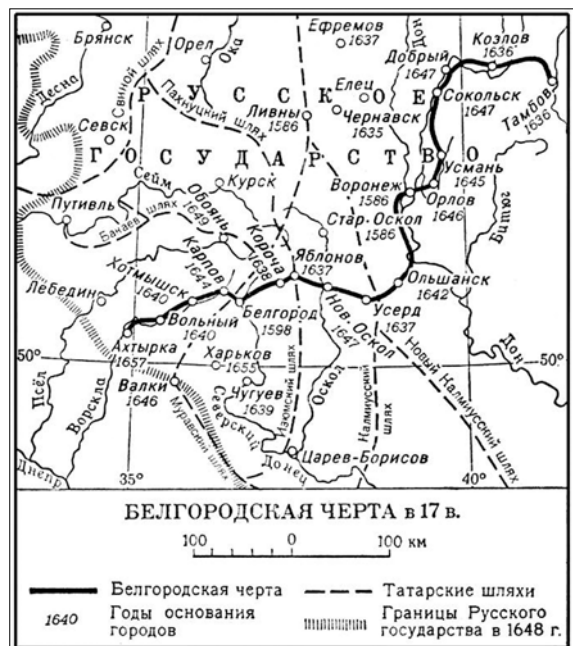 Брянск
Орел
Ока
Ефремов
1637
Дон
Козлов
1636
Добрый
1647
Десна
Свиной шлях
Елец
Сокольск
1647
Тамбов
1636
РУССКОЕ
Пахнуцкий шлях
Ливны
1586
Чернавск
1635
Севск
ГОСУДАРСТВО
Усмань
1645
Сейм
Курск
Воронеж
1586
Орлов
1646
Путивль
Бакаев шлях
Обоянь
1649
Стар. Оскол
1586
Битюг
Карпов
1644
Короча
1638
Яблонов
1637
Хотмышск
1640
Ольшанск
1642
Лебедин
Вольный
1640
Белгород
1598
Нов. Оскол
1647
Усерд
1637
Дон
50°
Ахтырка
1657
Харьков
1655
50°
Псёл
Ворскла
Валки
1646
Чугуев
1639
Оскол
Изюмский шлях
Новый Калмиусский шлях
Муравский шлях
Северский Донец
Калмиусский шлях
Царев-Борисов
Днепр
35°
40°
БЕЛГОРОДСКАЯ ЧЕРТА в 17 в.
100 0 100 км
Белгородская черта
Татарские шляхи
1640 Годы основания городов
Границы Русского государства в 1648 г.